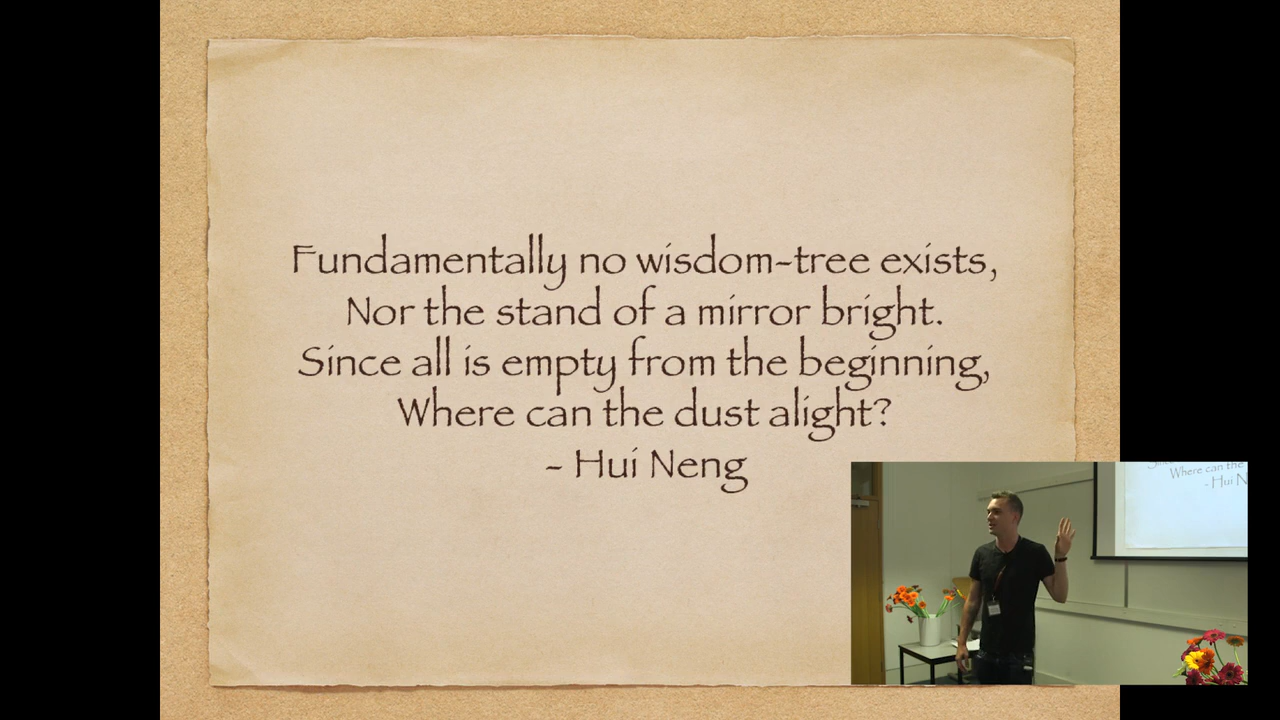 Fundamentally no wisdom-tree exists,
Nor the stand of a mirror bright.
Since all is empty from the beginning,
Where can the dust alight?
- Hui Neng
Where can the
- Hui N